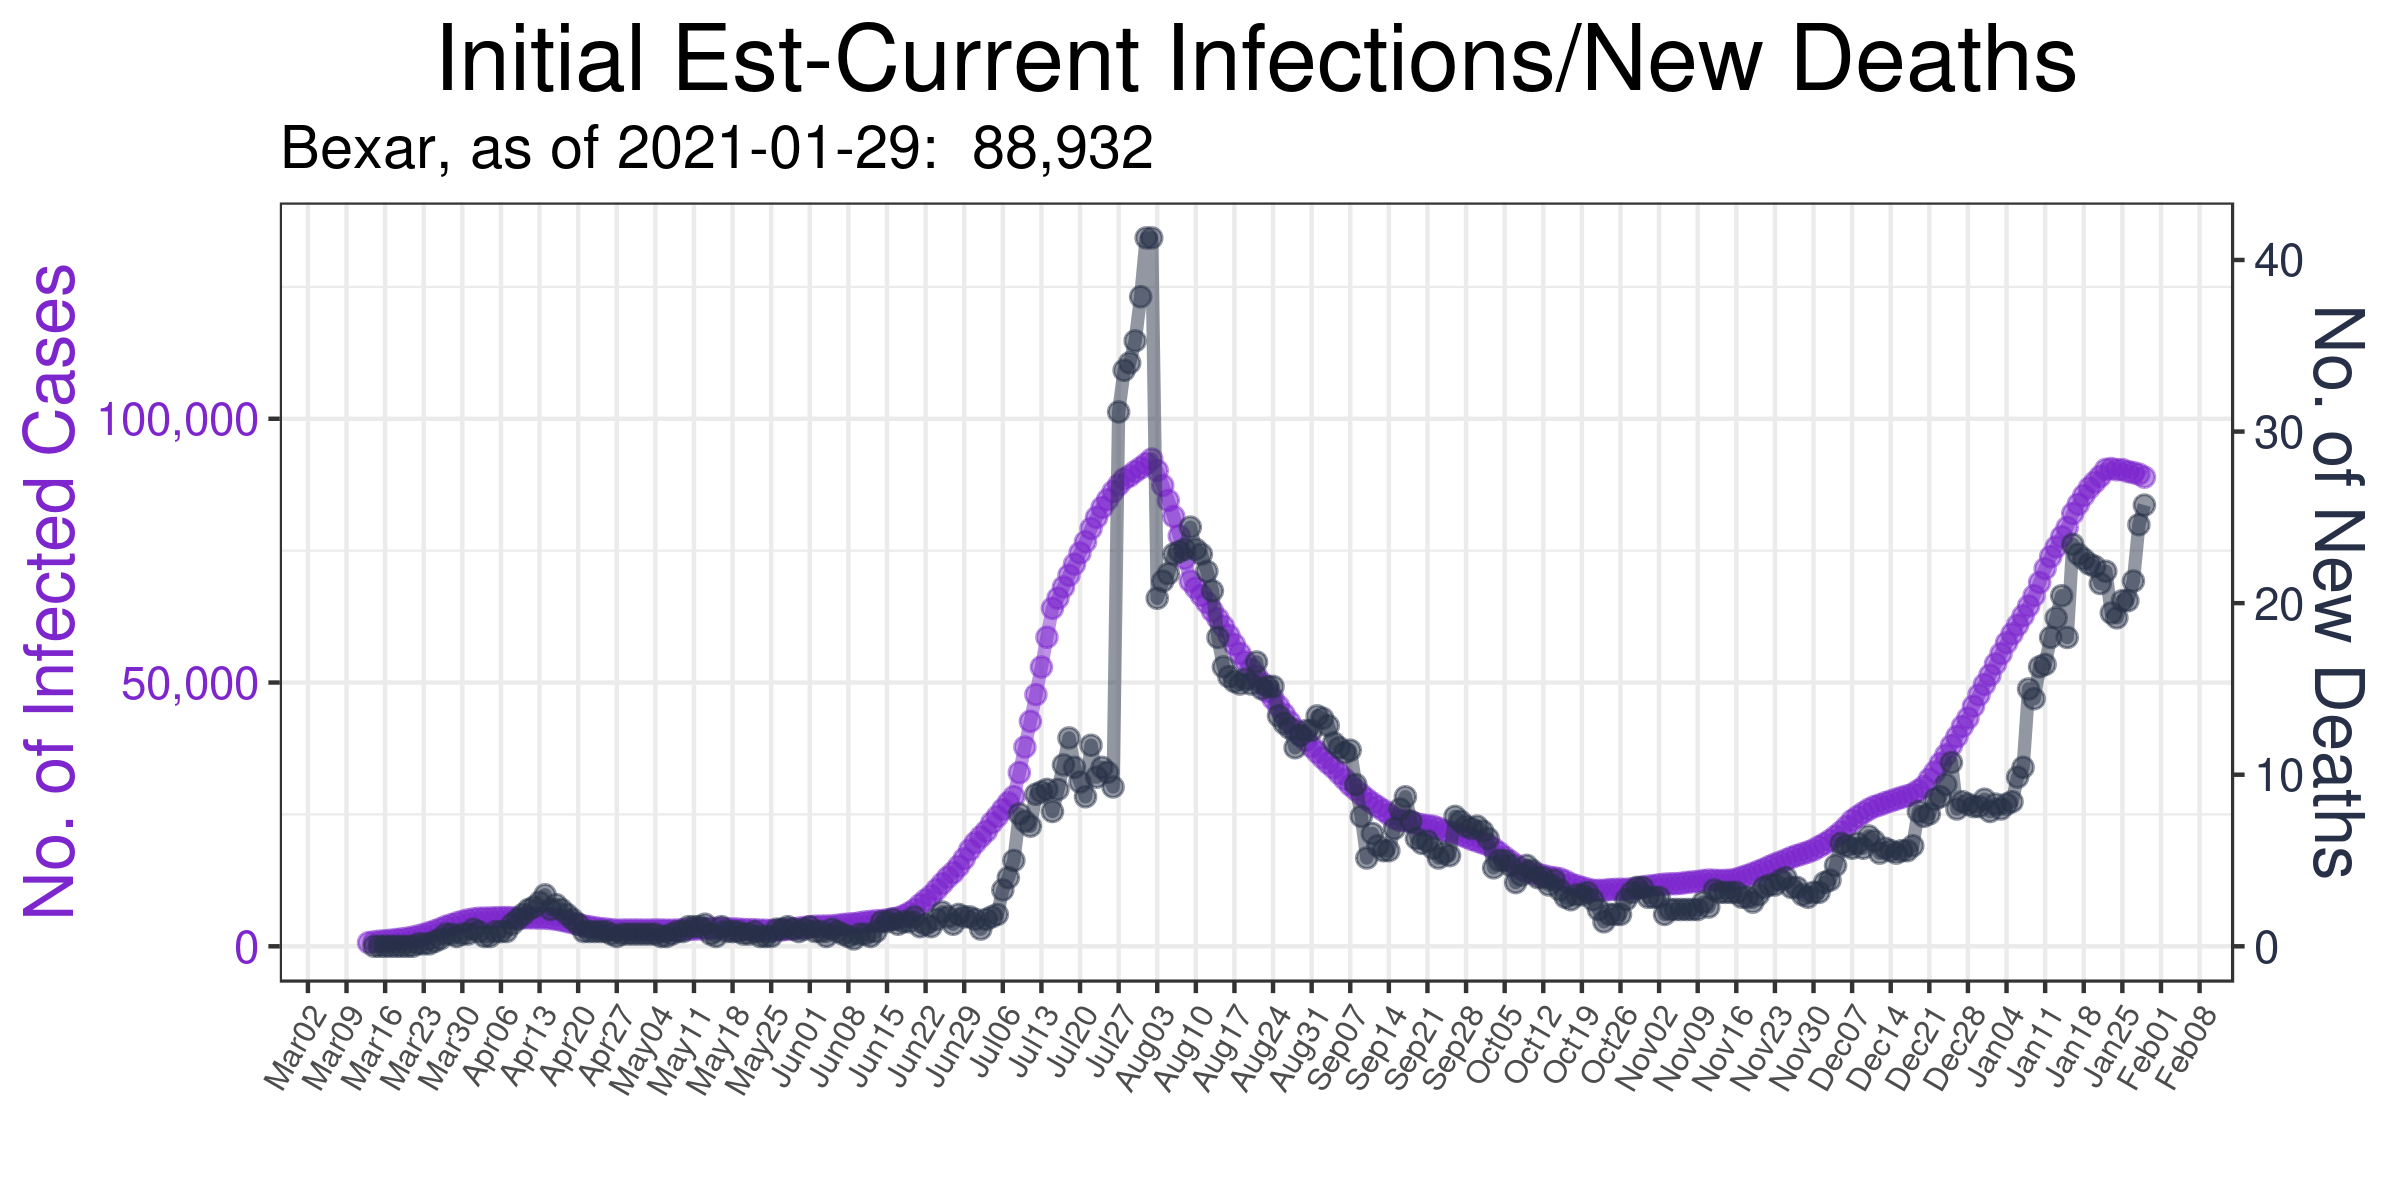 Initial Est-Current Infections/New Deaths
Bexar, as of 2021-01-29:  88,932
No. of Infected Cases
100,000
50,000
0
40
30
20
10
0
No. of New Deaths
Mar02
Mar09
Mar16
Mar23
Mar30
Apr06
Apr13
Apr20
Apr27
May04
May11
May18
May25
Jun01
Jun08
Jun15
Jun22
Jun29
Jul06
Jul13
Jul20
Jul27
Aug03
Aug10
Aug17
Aug24
Aug31
Sep07
Sep14
Sep21
Sep28
Oct05
Oct12
Oct19
Oct26
Nov02
Nov09
Nov16
Nov23
Nov30
Dec07
Dec14
Dec21
Dec28
Jan04
Jan11
Jan18
Jan25
Feb01
Feb08